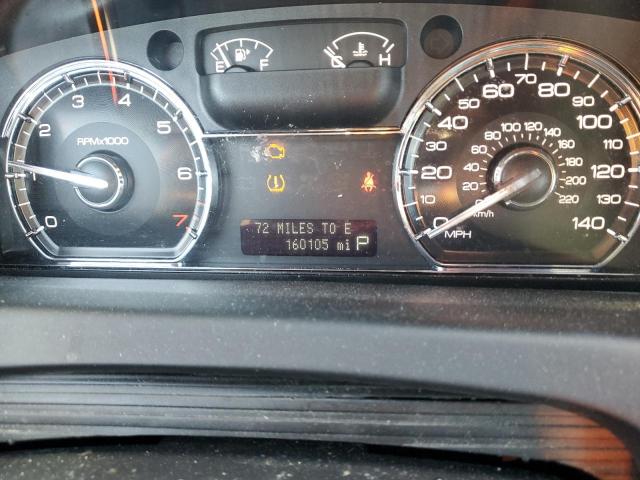 E F
C H
0 1 2 3 4 5 6 7
RPMx1000
0 10 20 30 40 50 60 70 80 90 100 110 120 130 140
MPH
0 20 40 60 80 100 120 140 160 180 200 220
km/h
72 MILES TO E
160105 mi P